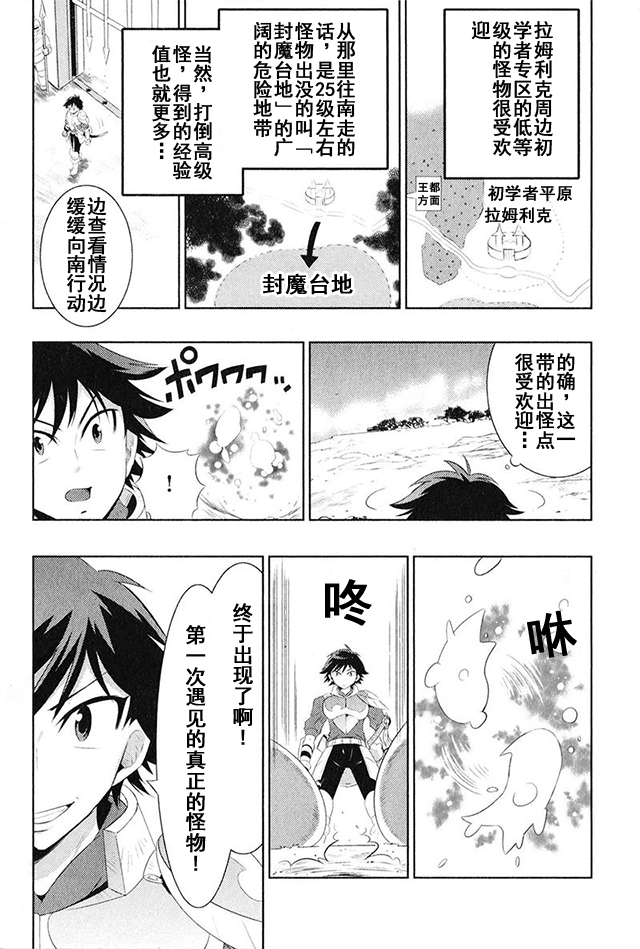 拉姆利克周边初
学者专区的低等
级的怪物很受欢
迎
王都
方面
初学者平原
拉姆利克
从那里往南走的
话，是25级左右
怪物出没的叫「
封魔台地」的广
阔的危险地带
封魔台地
当然，打倒高级
怪，得到的经验
值也就更多…
边查看情况边
缓缓向南行动
的确，这一
带的出怪点
很受欢迎…
ポワワワッ
！
咻
咚
终于出现了啊！
第一次遇见的真正的怪物！